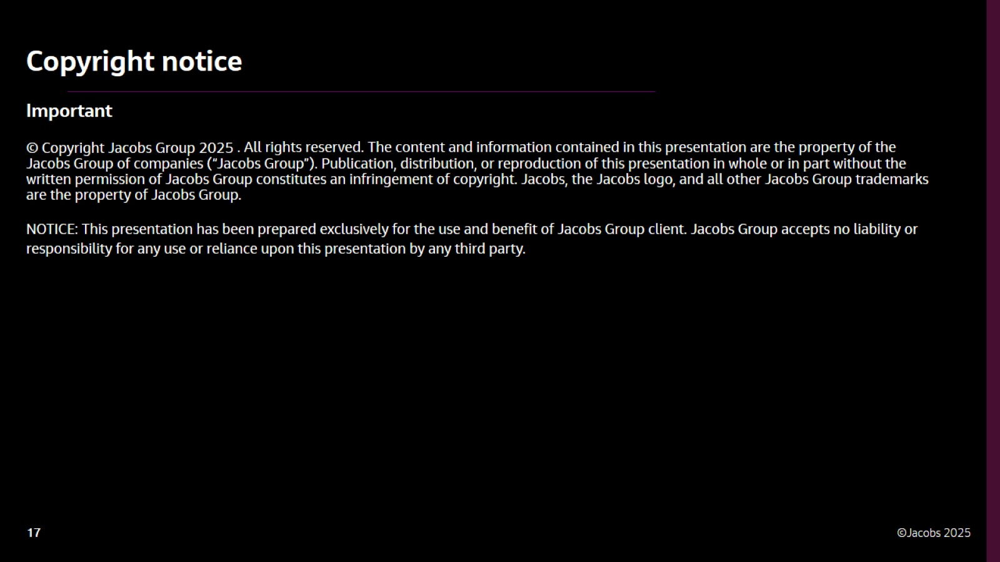 Copyright notice
Important
© Copyright Jacobs Group 2025 . All rights reserved. The content and information contained in this presentation are the property of the
Jacobs Group of companies (“Jacobs Group”). Publication, distribution, or reproduction of this presentation in whole or in part without the
written permission of Jacobs Group constitutes an infringement of copyright. Jacobs, the Jacobs logo, and all other Jacobs Group trademarks
are the property of Jacobs Group.
NOTICE: This presentation has been prepared exclusively for the use and benefit of Jacobs Group client. Jacobs Group accepts no liability or
responsibility for any use or reliance upon this presentation by any third party.
17
©Jacobs 2025